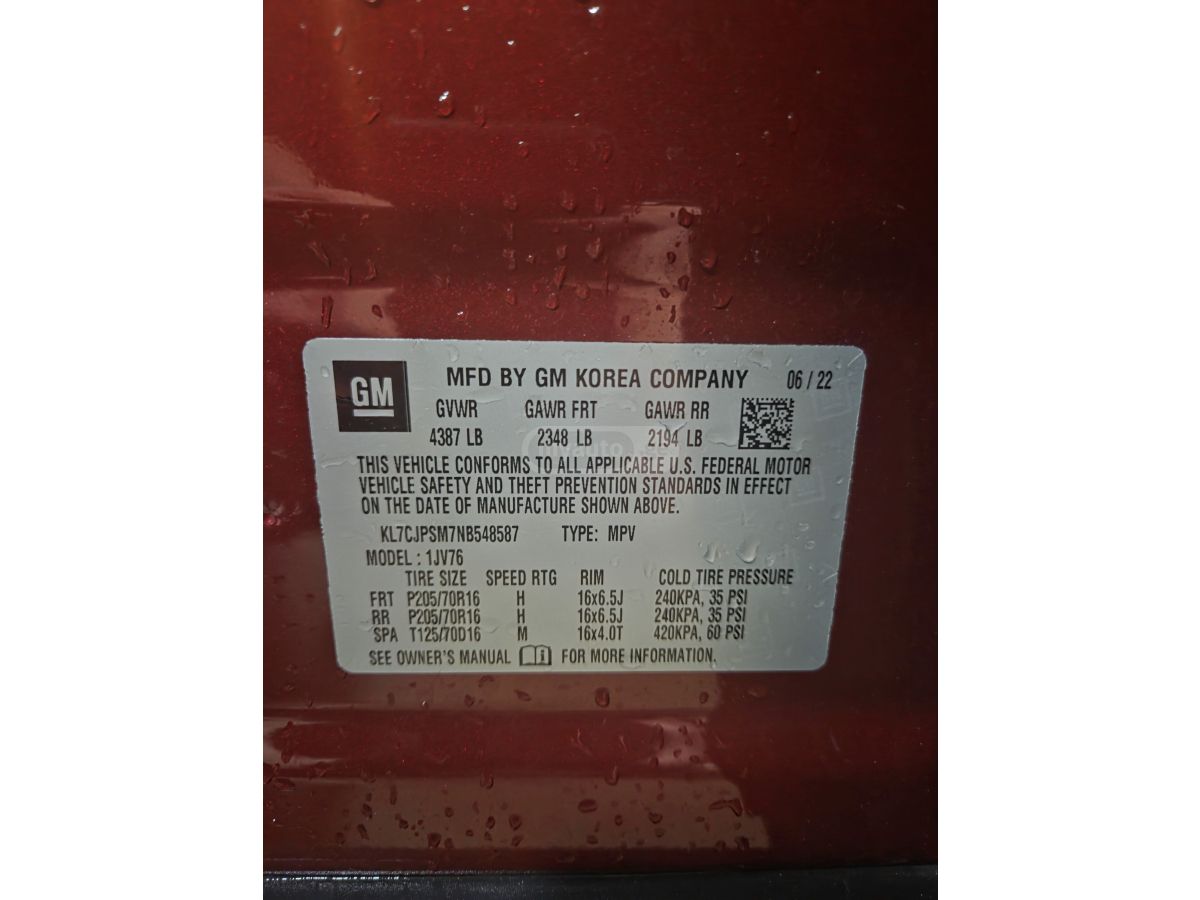 GM MFD BY GM KOREA COMPANY 06 / 22
GVWR GAWR FRT GAWR RR
4387 LB 2348 LB 2194 LB
THIS VEHICLE CONFORMS TO ALL APPLICABLE U.S. FEDERAL MOTOR
VEHICLE SAFETY AND THEFT PREVENTION STANDARDS IN EFFECT
ON THE DATE OF MANUFACTURE SHOWN ABOVE.
KL7CJPSM7NB548587 TYPE: MPV
MODEL : 1JV76
TIRE SIZE SPEED RTG RIM COLD TIRE PRESSURE
FRT P205/70R16 H 16x6.5J 240KPA, 35 PSI
RR P205/70R16 H 16x6.5J 240KPA, 35 PSI
SPA T125/70D16 M 16x4.0T 420KPA, 60 PSI
SEE OWNER'S MANUAL FOR MORE INFORMATION.